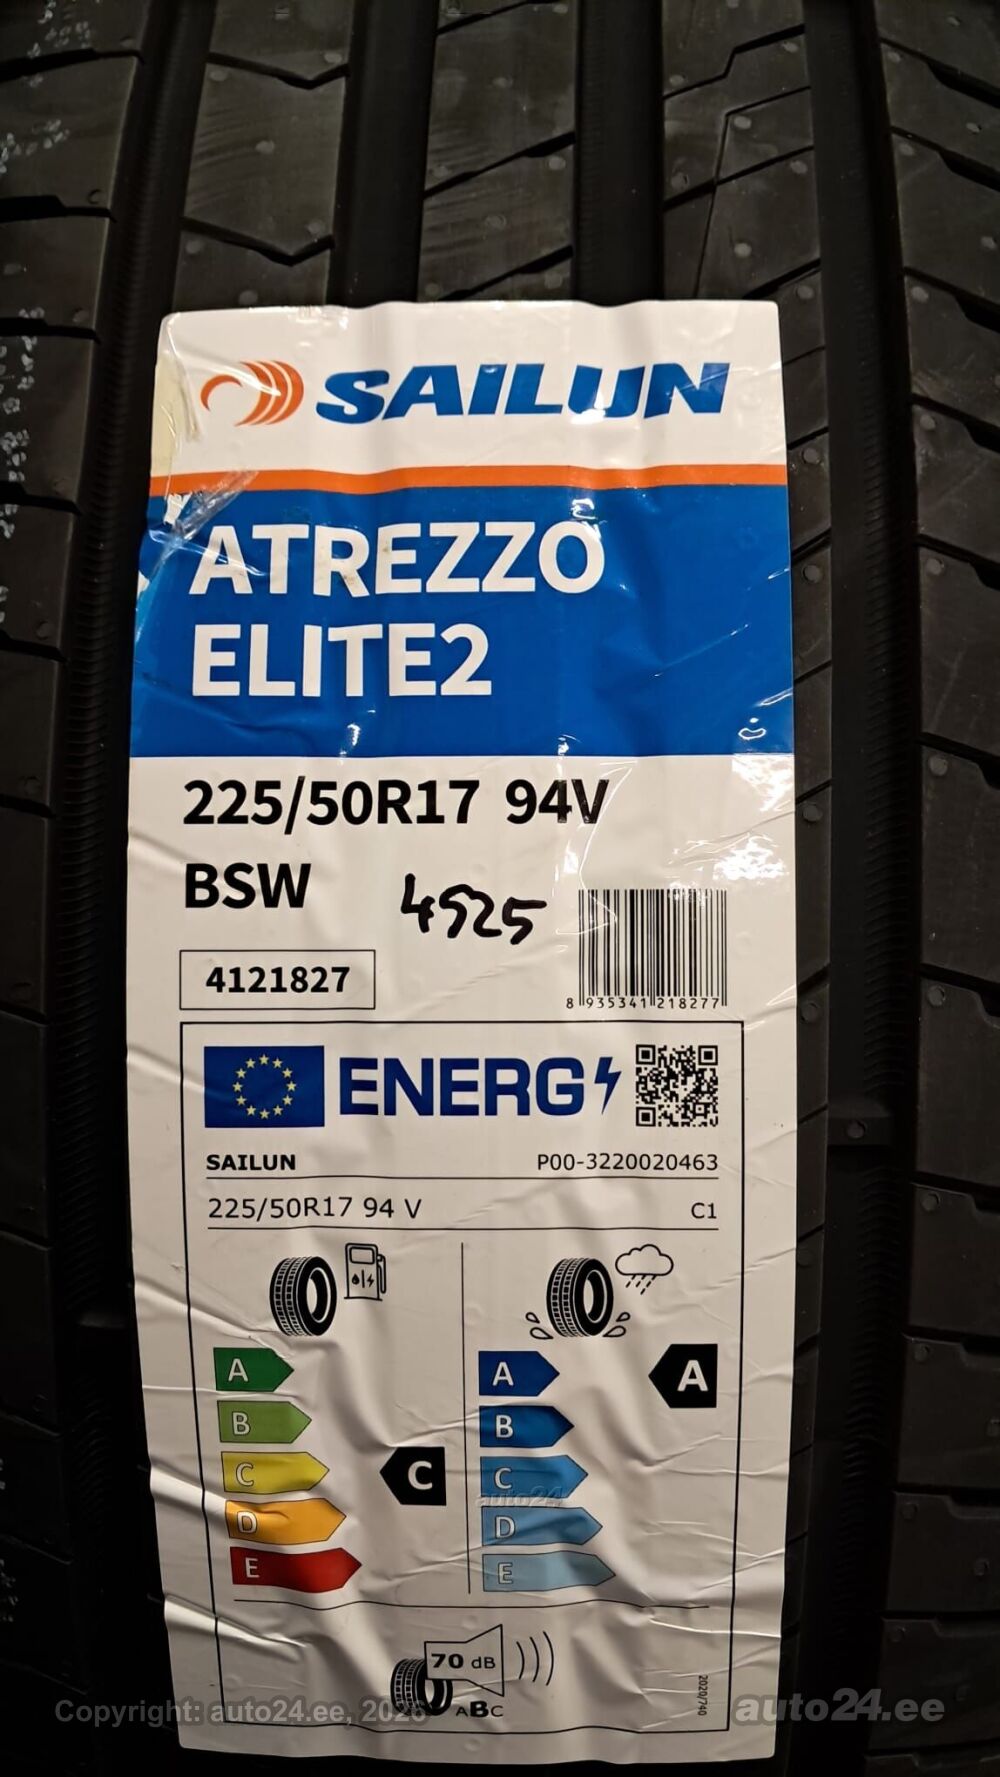 SAILUN
ATREZZO
ELITE2
225/50R17 94V
BSW
4525
4121827
8 935341 218277
ENERG
SAILUN P00-3220020463
225/50R17 94 V C1
A A A
B B
C C C
D D
E E
auto24
70 dB
ABC
2020/740
Copyright: auto24.ee, 2026
auto24.ee